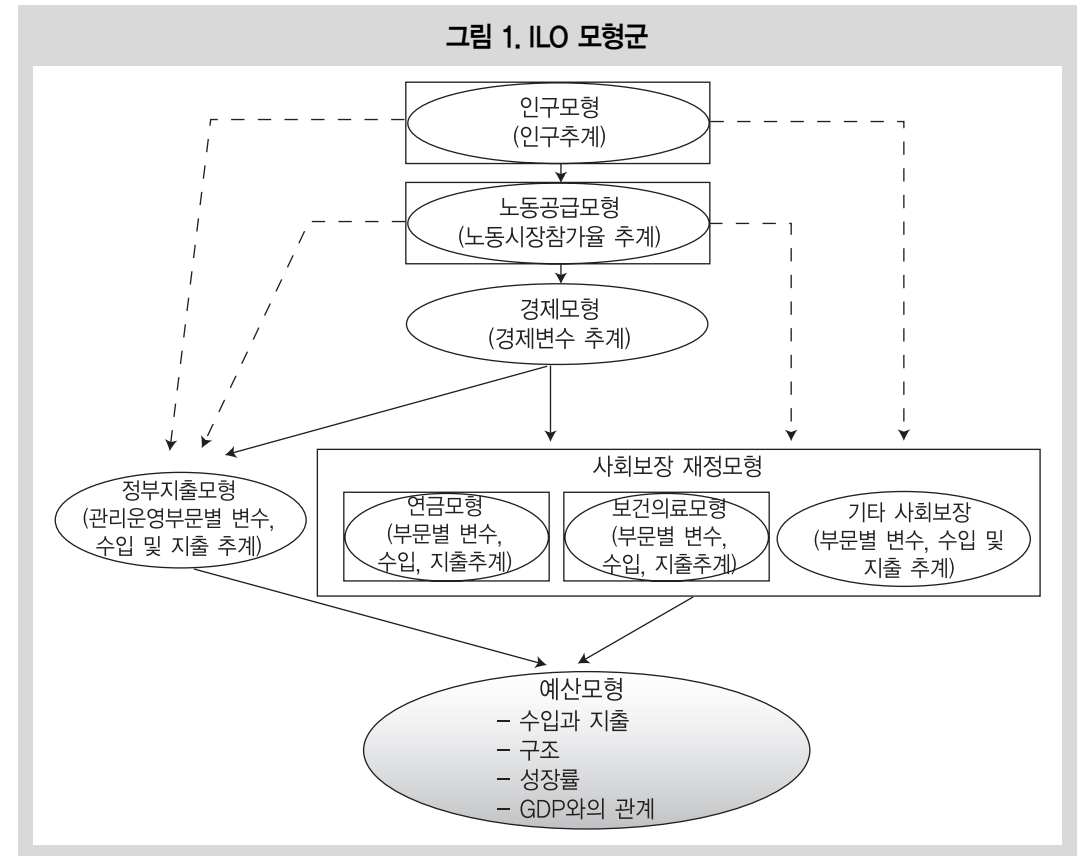 그림 1. ILO 모형군
인구모형
(인구추계)
노동공급모형
(노동시장참가율 추계)
경제모형
(경제변수 추계)
정부지출모형
(관리운영부문별 변수,
수입 및 지출 추계)
사회보장 재정모형
연금모형
(부문별 변수,
수입, 지출추계)
보건의료모형
(부문별 변수,
수입, 지출추계)
기타 사회보장
(부문별 변수, 수입 및
지출 추계)
예산모형
– 수입과 지출
– 구조
– 성장률
– GDP와의 관계